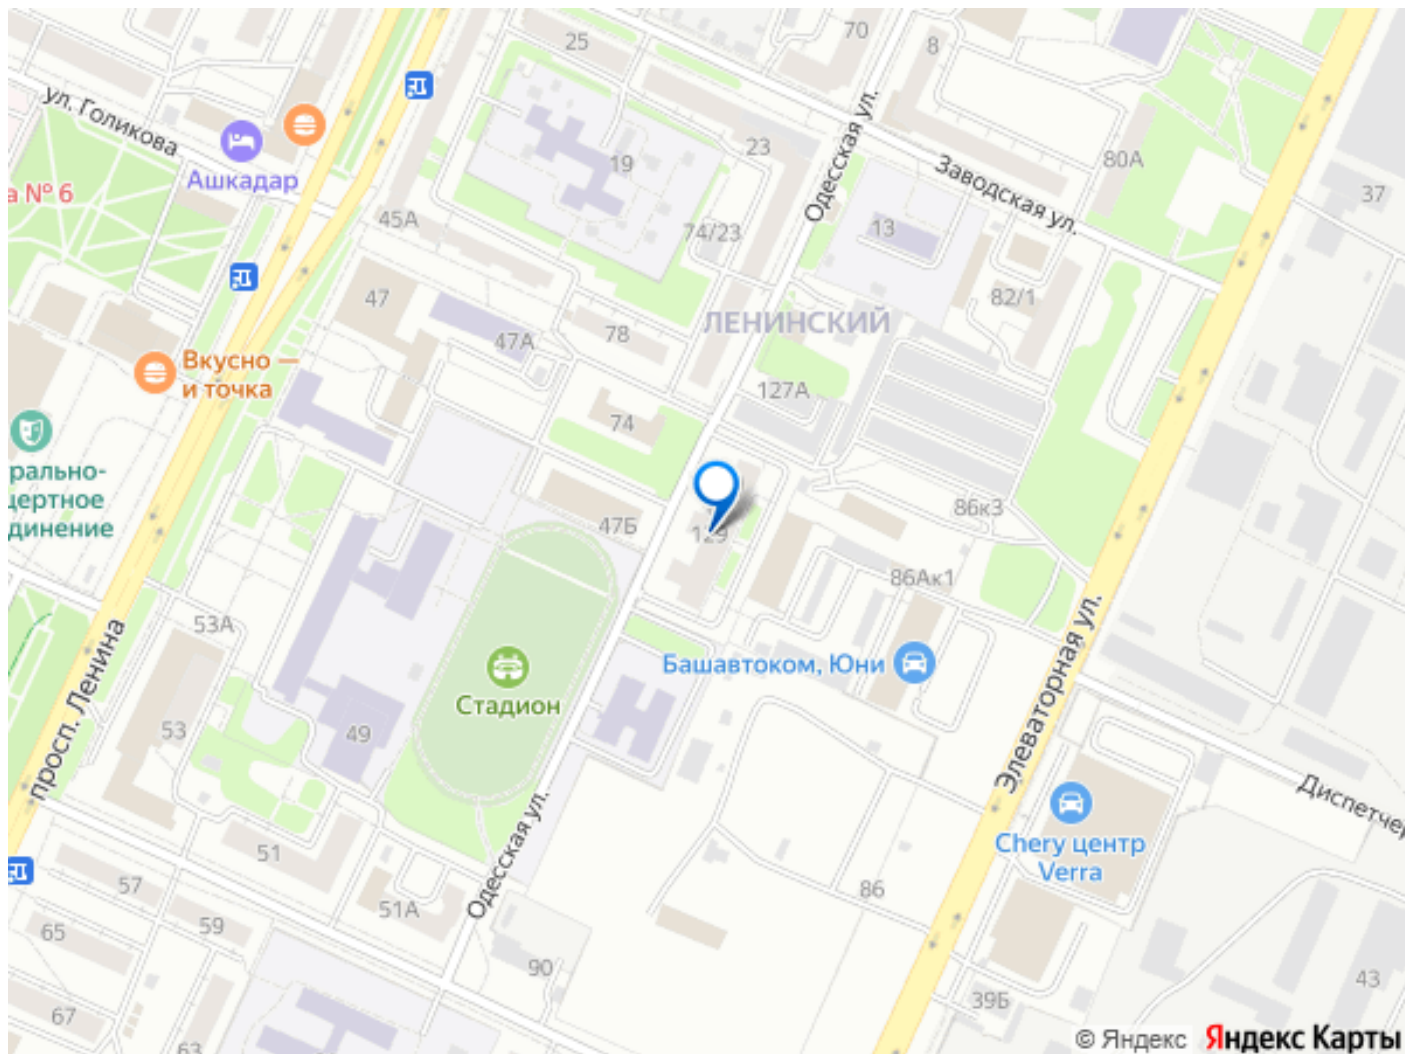 25
70
8
ул. Голикова
Ашкадар
а № 6
19
23
Одесская ул.
80А
Заводская ул.
37
45А
74/23
13
47
82/1
ЛЕНИНСКИЙ
78
47А
Вкусно —
и точка
127А
74
рально-
цертное
динение
47Б
129
86к3
86Ак1
53А
Башавтоком, Юни
Стадион
просп. Ленина
53
49
Элеваторная ул.
Диспетчер
Chery центр
Verra
51
Одесская ул.
57
51А
86
59
65
90
43
39Б
67
63
© Яндекс Яндекс Карты